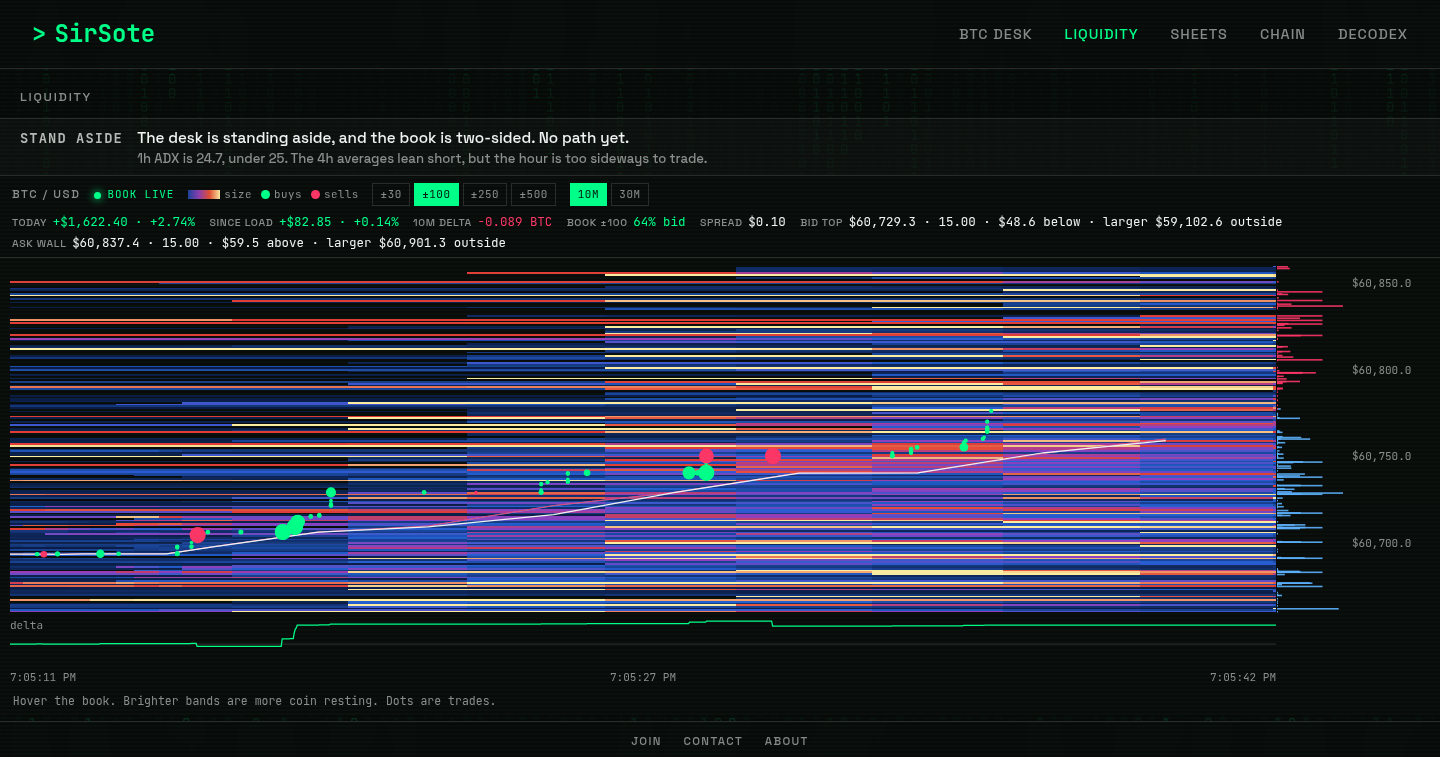 > SirSote
BTC DESK LIQUIDITY SHEETS CHAIN DECODEX
LIQUIDITY
STAND ASIDE The desk is standing aside, and the book is two-sided. No path yet.
1h ADX is 24.7, under 25. The 4h averages lean short, but the hour is too sideways to trade.
BTC / USD BOOK LIVE size buys sells ±30 ±100 ±250 ±500 10M 30M
TODAY +$1,622.40 · +2.74% SINCE LOAD +$82.85 · +0.14% 10M DELTA -0.089 BTC BOOK ±100 64% bid SPREAD $0.10 BID TOP $60,729.3 · 15.00 · $48.6 below · larger $59,102.6 outside
ASK WALL $60,837.4 · 15.00 · $59.5 above · larger $60,901.3 outside
$60,850.0
$60,800.0
$60,750.0
$60,700.0
delta
7:05:11 PM 7:05:27 PM 7:05:42 PM
Hover the book. Brighter bands are more coin resting. Dots are trades.
JOIN CONTACT ABOUT